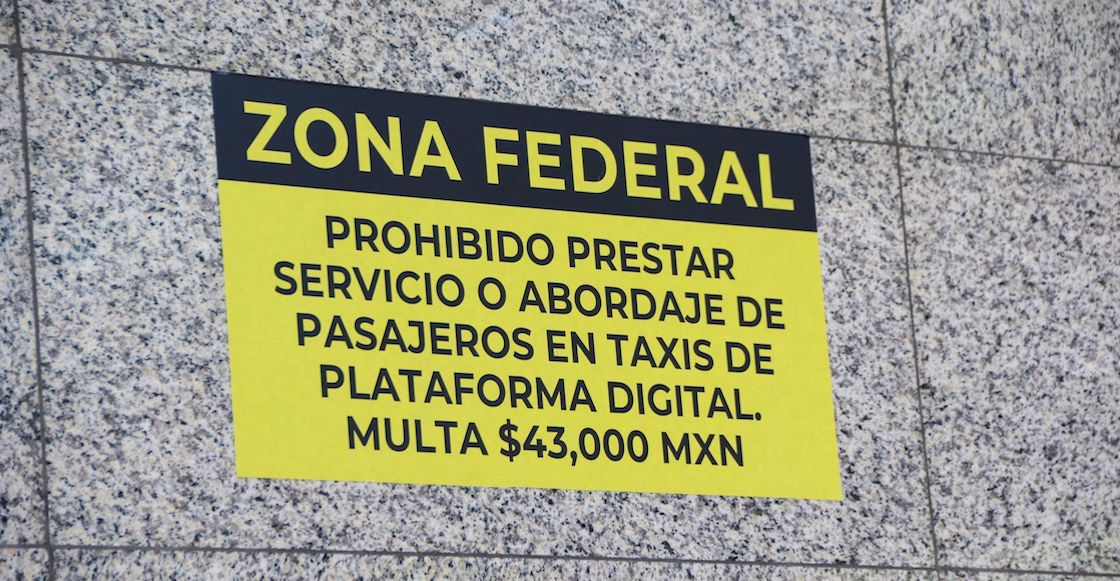 ZONA FEDERAL
PROHIBIDO PRESTAR
SERVICIO O ABORDAJE DE
PASAJEROS EN TAXIS DE
PLATAFORMA DIGITAL.
MULTA $43,000 MXN